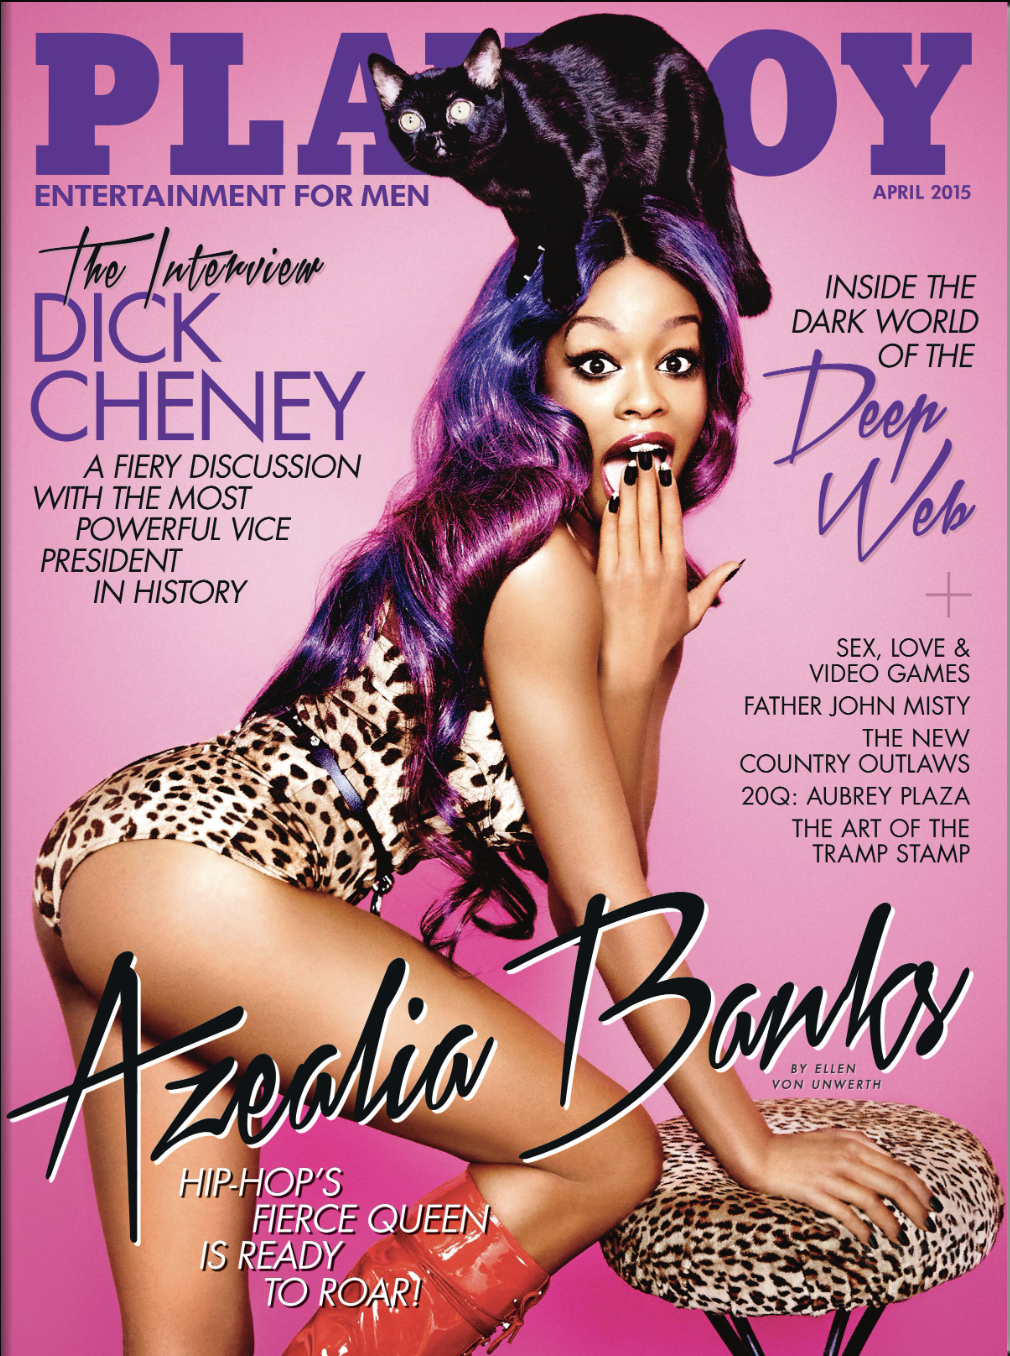 PLAYBOY
ENTERTAINMENT FOR MEN
APRIL 2015
The Interview
DICK
CHENEY
A FIERY DISCUSSION
WITH THE MOST
POWERFUL VICE
PRESIDENT
IN HISTORY
INSIDE THE
DARK WORLD
OF THE
Deep
Web
+
SEX, LOVE &
VIDEO GAMES
FATHER JOHN MISTY
THE NEW
COUNTRY OUTLAWS
20Q: AUBREY PLAZA
THE ART OF THE
TRAMP STAMP
Azealia Banks
BY ELLEN
VON UNWERTH
HIP-HOP'S
FIERCE QUEEN
IS READY
TO ROAR!